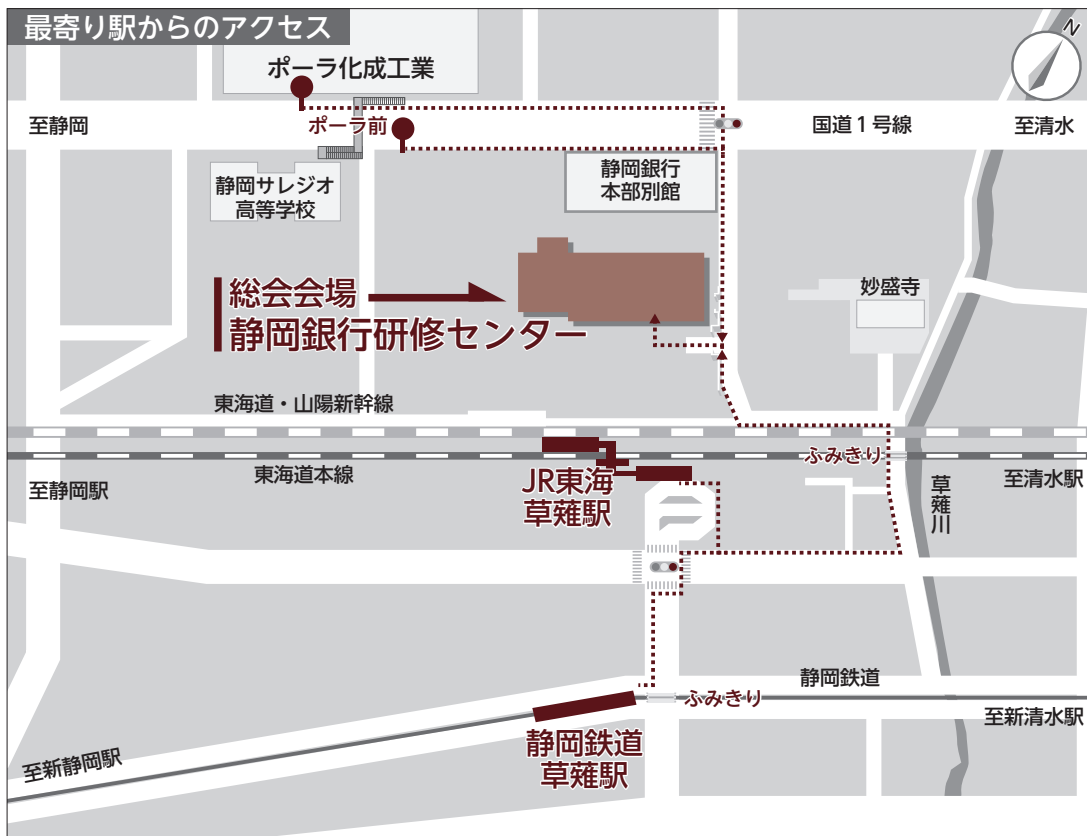 最寄り駅からのアクセス
N
ポーラ化成工業
至静岡
ポーラ前
国道1号線
至清水
静岡サレジオ
高等学校
静岡銀行
本部別館
総会会場
静岡銀行研修センター
妙盛寺
東海道・山陽新幹線
ふみきり
東海道本線
至静岡駅
JR東海
草薙駅
草薙川
至清水駅
静岡鉄道
ふみきり
至新清水駅
静岡鉄道
草薙駅
至新静岡駅